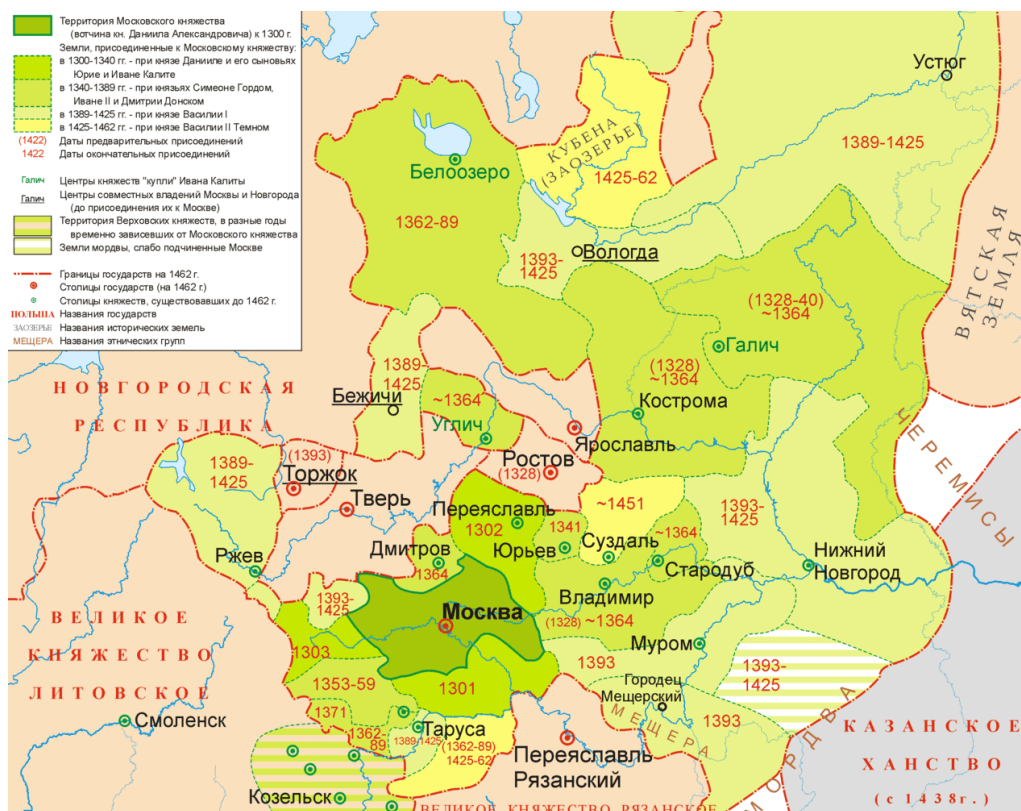 Территория Московского княжества
(вотчина кн. Даниила Александровича) к 1300 г.
Земли, присоединенные к Московскому княжеству:
в 1300-1340 гг. - при князе Данииле и его сыновьях
Юрие и Иване Калите
в 1340-1389 гг. - при князьях Симеоне Гордом,
Иване II и Дмитрии Донском
в 1389-1425 гг. - при князе Василии I
в 1425-1462 гг. - при князе Василии II Темном
(1422) Даты предварительных присоединений
1422 Даты окончательных присоединений
Галич Центры княжеств "купли" Ивана Калиты
Галич Центры совместных владений Москвы и Новгорода
(до присоединения их к Москве)
Территория Верховских княжеств, в разные годы
временно зависевших от Московского княжества
Земли мордвы, слабо подчиненные Москве
Границы государств на 1462 г.
Столицы государств (на 1462 г.)
Столицы княжеств, существовавших до 1462 г.
ПОЛЬША Названия государств
ЗАОЗЕРЬЕ Названия исторических земель
МЕЩЕРА Названия этнических групп
Устюг
КУБЕНА
(ЗАОЗЕРЬЕ)
1425-62
1389-1425
Белоозеро
1362-89
Вологда
1393-
1425
ВЯТСКАЯ
ЗЕМЛЯ
(1328-40)
~1364
Галич
(1328)
~1364
Кострома
1389-
1425
Бежичи
~1364
Углич
Ярославль
НОВГОРОДСКАЯ
РЕСПУБЛИКА
ЧЕРЕМИСЫ
1389-
1425
(1393)
Торжок
Ростов
(1328)
Тверь
~1451
1393-
1425
Переяславль
1302
1341
Юрьев
Суздаль
~1364
Стародуб
Нижний
Новгород
Ржев
Дмитров
1364
Владимир
(1328) ~1364
1393-
1425
Москва
ВЕЛИКОЕ
КНЯЖЕСТВО
ЛИТОВСКОЕ
1303
Муром
1393
1393-
1425
1353-59
1301
Городец
Мещерский
МЕЩЕРА
1393
МОРДВА
Смоленск
1371
1362-
89
Таруса
1389-1425
(1362-89)
1425-62
Переяславль
Рязанский
КАЗАНСКОЕ
ХАНСТВО
(с 1438г.)
Козельск
ВЕЛИКОЕ КНЯЖЕСТВО РЯЗАНСКОЕ